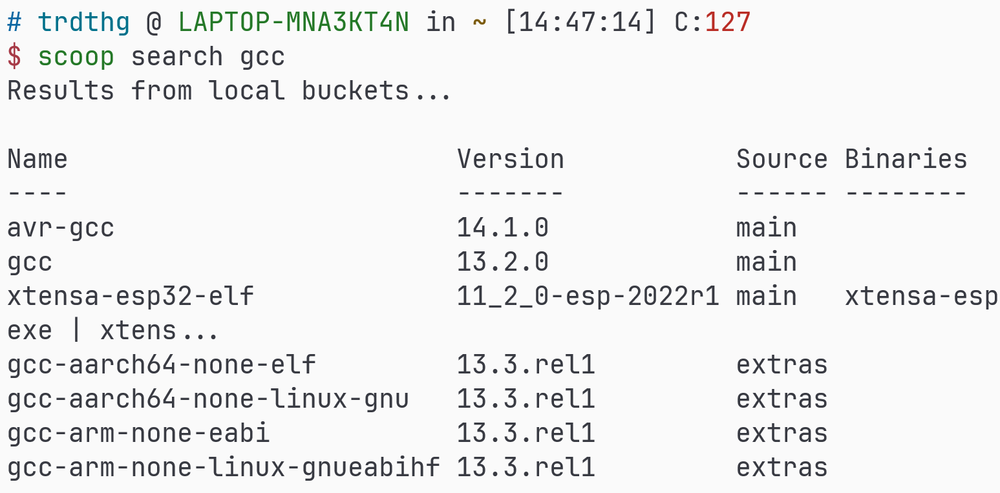 # trdthg @ LAPTOP-MNA3KT4N in ~ [14:47:14] C:127
$ scoop search gcc
Results from local buckets...
Name Version Source Binaries
---- ------- ------ --------
avr-gcc 14.1.0 main
gcc 13.2.0 main
xtensa-esp32-elf 11_2_0-esp-2022r1 main xtensa-esp
exe | xtens...
gcc-aarch64-none-elf 13.3.rel1 extras
gcc-aarch64-none-linux-gnu 13.3.rel1 extras
gcc-arm-none-eabi 13.3.rel1 extras
gcc-arm-none-linux-gnueabihf 13.3.rel1 extras